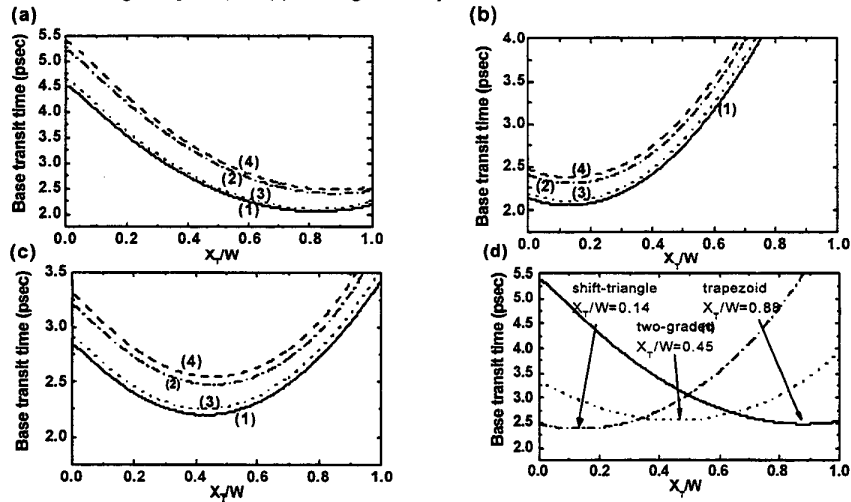 (a)
Base transit time (psec)
5.5
5.0
4.5
4.0
3.5
3.0
2.5
2.0
(4)
(2)
(3)
(1)
0.0 0.2 0.4 0.6 0.8 1.0
X_T/W
(b)
Base transit time (psec)
4.0
3.5
3.0
2.5
2.0
(1)
(4)
(2)
(3)
0.0 0.2 0.4 0.6 0.8 1.0
X_T/W
(c)
Base transit time (psec)
3.5
3.0
2.5
2.0
(4)
(2)
(3)
(1)
0.0 0.2 0.4 0.6 0.8 1.0
X_T/W
(d)
Base transit time (psec)
5.5
5.0
4.5
4.0
3.5
3.0
2.5
2.0
shift-triangle
X_T/W=0.14
trapezoid
X_T/W=0.88
two-graded
X_T/W=0.45
0.0 0.2 0.4 0.6 0.8 1.0
X_T/W